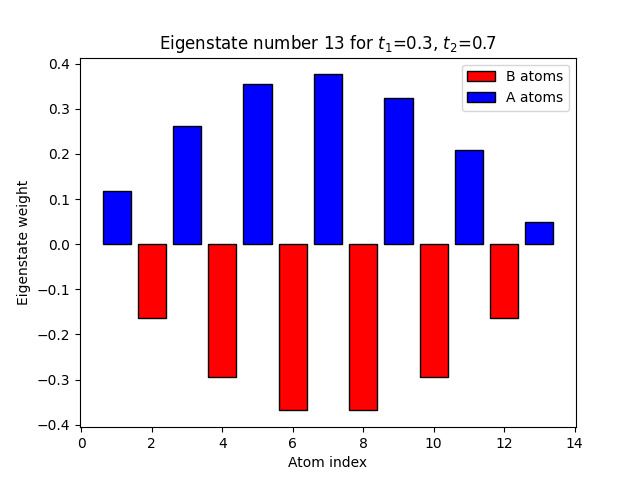 Eigenstate number 13 for t₁=0.3, t₂=0.7
B atoms
A atoms
0.4
0.3
0.2
0.1
0.0
−0.1
−0.2
−0.3
−0.4
Eigenstate weight
0 2 4 6 8 10 12 14
Atom index